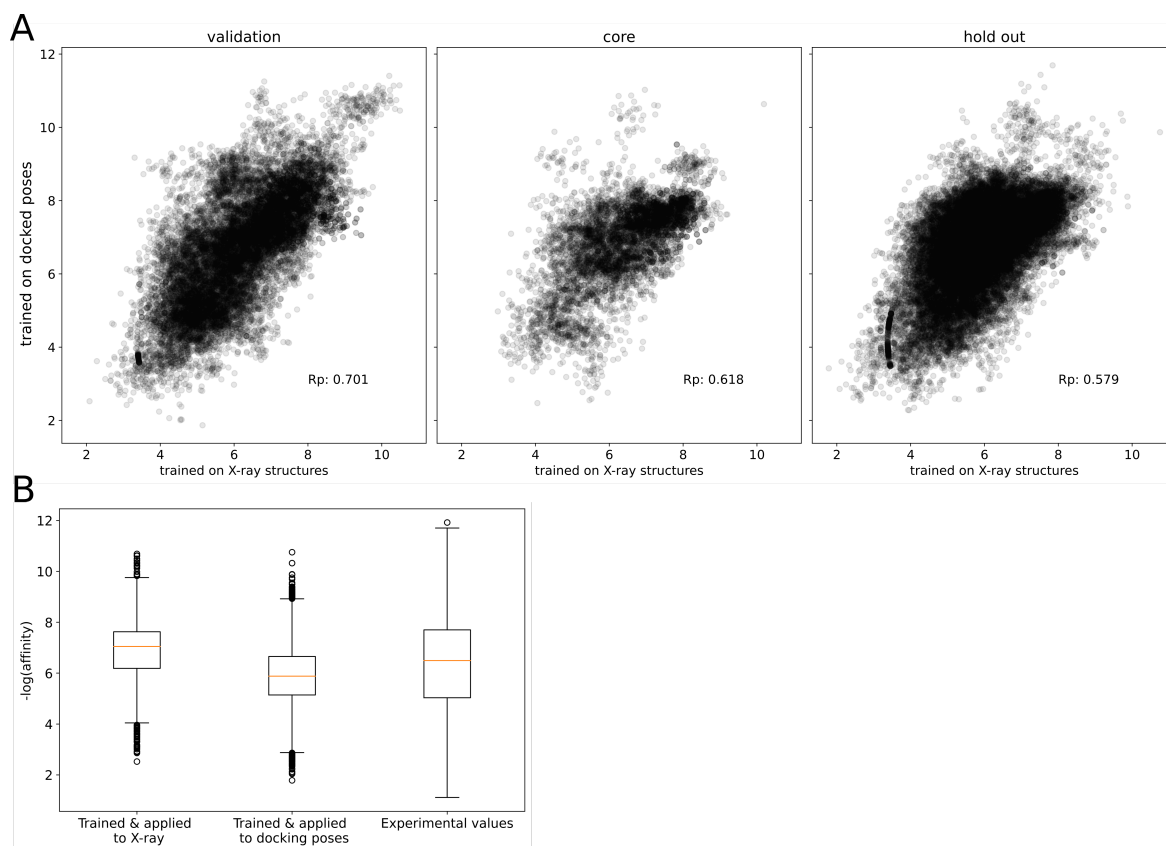 A
validation
core
hold out
12
10
8
6
4
2
trained on docked poses
Rp: 0.701
Rp: 0.618
Rp: 0.579
2 4 6 8 10
2 4 6 8 10
2 4 6 8 10
trained on X-ray structures
trained on X-ray structures
trained on X-ray structures
B
12
10
8
6
4
2
-log(affinity)
Trained & applied
to X-ray
Trained & applied
to docking poses
Experimental values